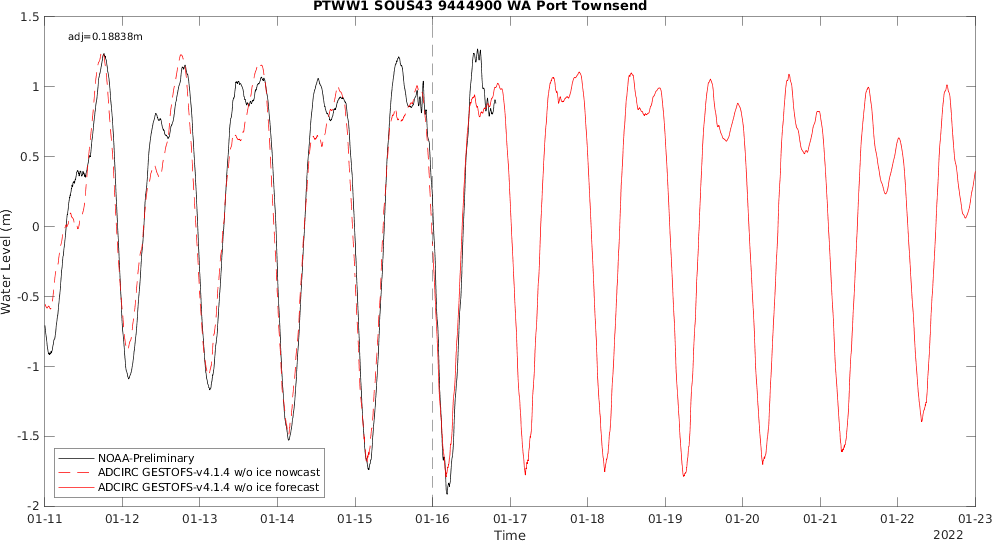 PTWW1 SOUS43 9444900 WA Port Townsend
adj=0.18838m
1.5
1
0.5
0
-0.5
-1
-1.5
-2
Water Level (m)
NOAA-Preliminary
ADCIRC GESTOFS-v4.1.4 w/o ice nowcast
ADCIRC GESTOFS-v4.1.4 w/o ice forecast
01-11 01-12 01-13 01-14 01-15 01-16 01-17 01-18 01-19 01-20 01-21 01-22 01-23
Time
2022